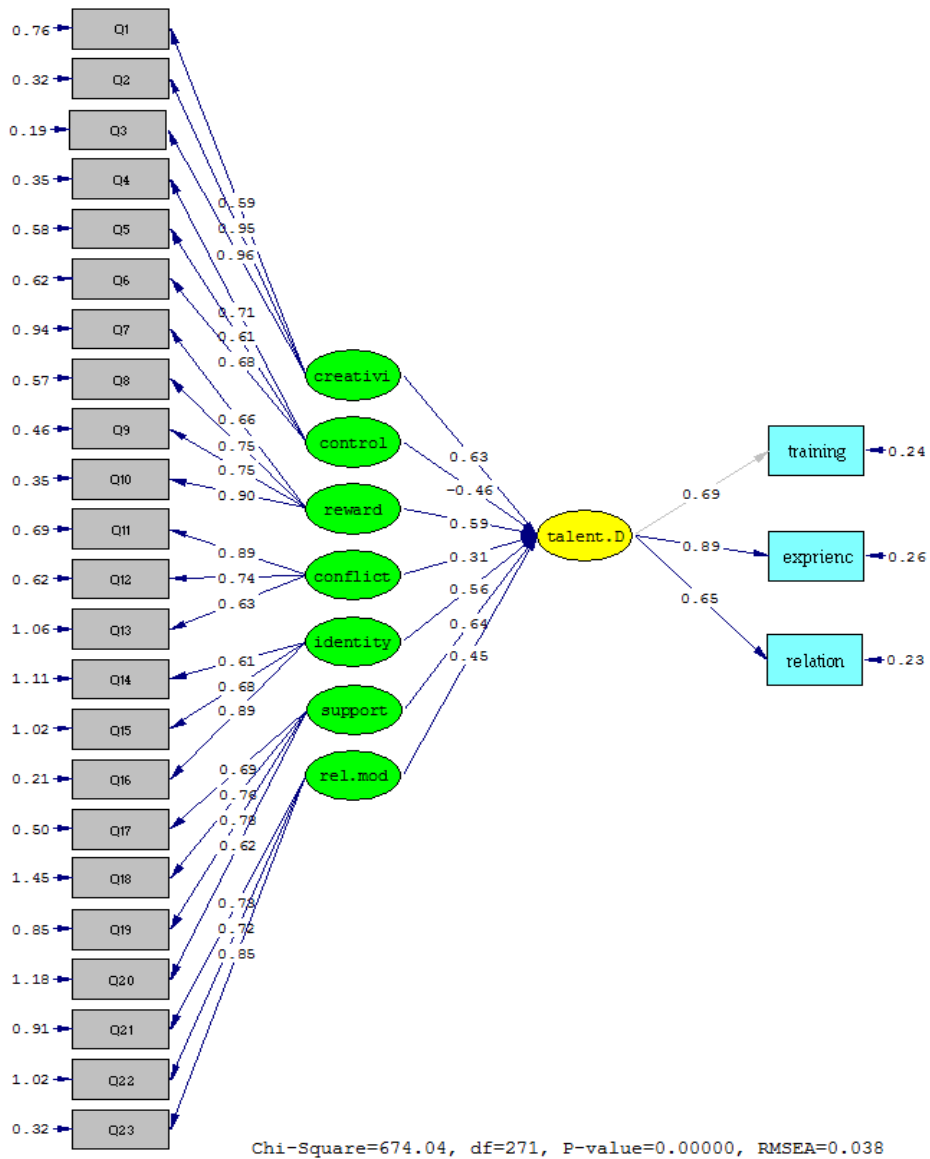 0.76 Q1
0.32 Q2
0.19 Q3
0.35 Q4
0.58 Q5
0.62 Q6
0.94 Q7
0.57 Q8
0.46 Q9
0.35 Q10
0.69 Q11
0.62 Q12
1.06 Q13
1.11 Q14
1.02 Q15
0.21 Q16
0.50 Q17
1.45 Q18
0.85 Q19
1.18 Q20
0.91 Q21
1.02 Q22
0.32 Q23
0.59
0.95
0.96
0.71
0.61
0.68
0.66
0.75
0.75
0.90
0.89
0.74
0.63
0.61
0.68
0.89
0.69
0.76
0.78
0.62
0.78
0.72
0.85
creativi
control
reward
conflict
identity
support
rel.mod
0.63
-0.46
0.59
0.31
0.56
0.64
0.45
talent.D
0.69
0.89
0.65
training 0.24
exprienc 0.26
relation 0.23
Chi-Square=674.04, df=271, P-value=0.00000, RMSEA=0.038